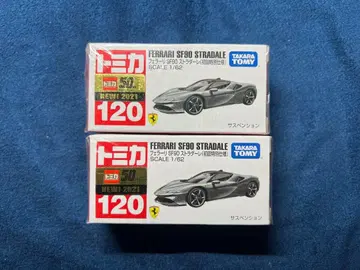 トミカ
50
NEW! 2021
120
FERRARI SF90 STRADALE
フェラーリ SF90 ストラダーレ(初回特別仕様)
SCALE 1/62
TAKARA
TOMY
サスペンション
トミカ
50
NEW! 2021
120
FERRARI SF90 STRADALE
フェラーリ SF90 ストラダーレ(初回特別仕様)
SCALE 1/62
TAKARA
TOMY
サスペンション